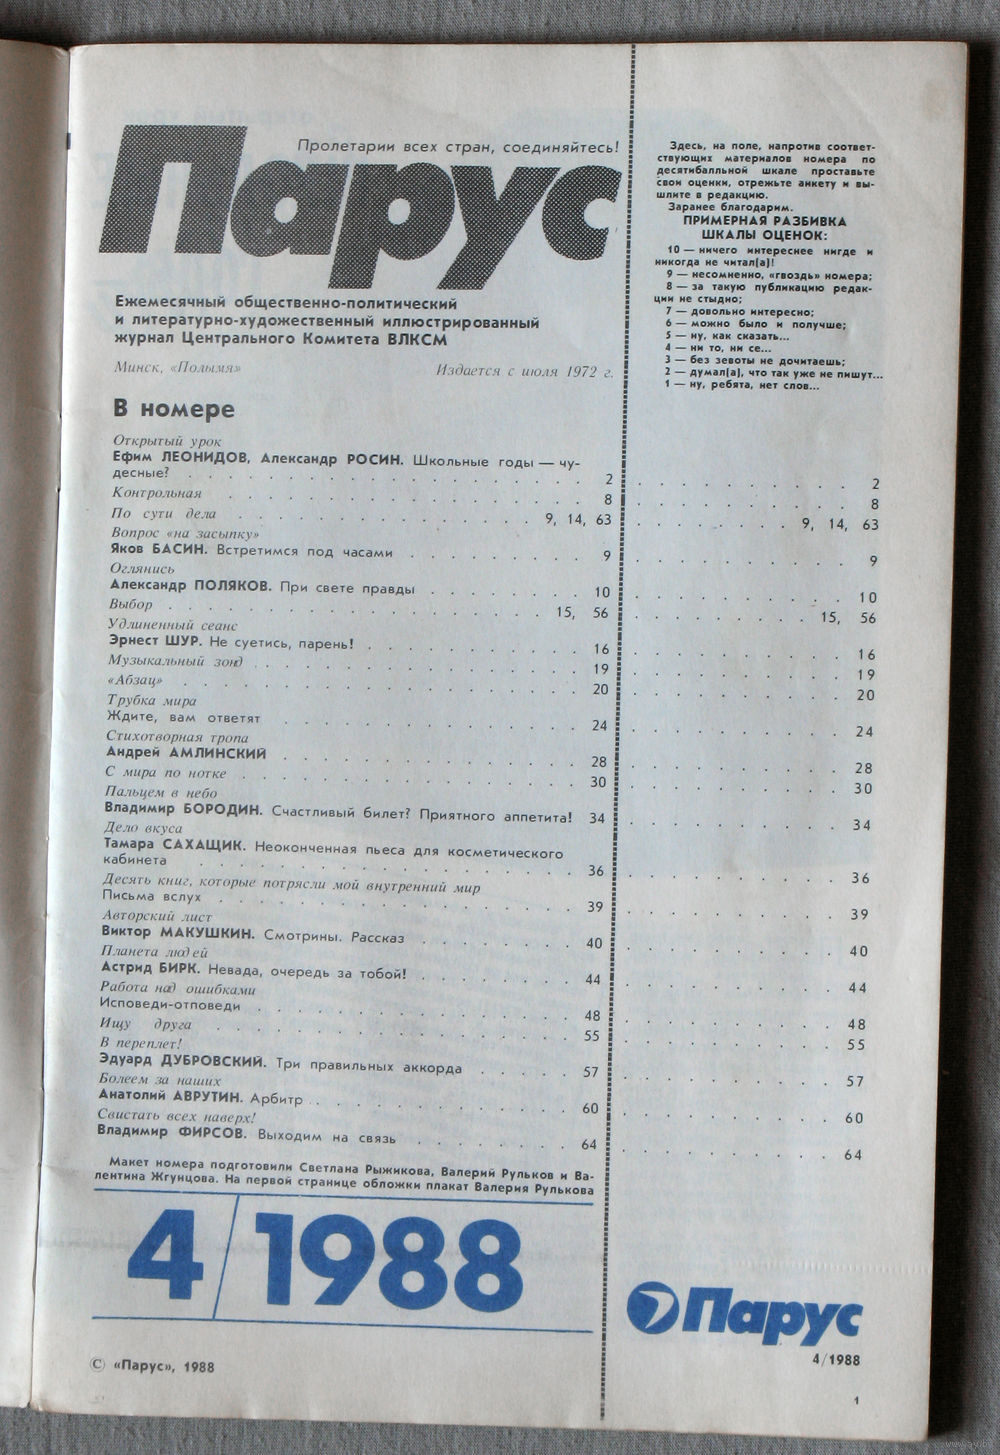 Пролетарии всех стран, соединяйтесь!
Парус
Ежемесячный общественно-политический
и литературно-художественный иллюстрированный
журнал Центрального Комитета ВЛКСМ
Минск, «Полымя» Издается с июля 1972 г.
В номере
Открытый урок
Ефим ЛЕОНИДОВ, Александр РОСИН. Школьные годы — чу-
десные? . . . . . . . . . . . . . . . . . . 2
Контрольная . . . . . . . . . . . . . . . . 8
По сути дела . . . . . . . . . . . . . 9, 14, 63
Вопрос «на засыпку»
Яков БАСИН. Встретимся под часами . . . . . . . . 9
Оглянись
Александр ПОЛЯКОВ. При свете правды . . . . . . . 10
Выбор . . . . . . . . . . . . . . . . . 15, 56
Удлиненный сеанс
Эрнест ШУР. Не суетись, парень! . . . . . . . . . . 16
Музыкальный зонд . . . . . . . . . . . . . . . 19
«Абзац» . . . . . . . . . . . . . . . . . . 20
Трубка мира
Ждите, вам ответят . . . . . . . . . . . . . 24
Стихотворная тропа
Андрей АМЛИНСКИЙ . . . . . . . . . . . . . 28
С мира по нотке . . . . . . . . . . . . . . . 30
Пальцем в небо
Владимир БОРОДИН. Счастливый билет? Приятного аппетита! 34
Дело вкуса
Тамара САХАЩИК. Неоконченная пьеса для косметического
кабинета . . . . . . . . . . . . . . . . . 36
Десять книг, которые потрясли мой внутренний мир
Письма вслух . . . . . . . . . . . . . . . . 39
Авторский лист
Виктор МАКУШКИН. Смотрины. Рассказ . . . . . . . 40
Планета людей
Астрид БИРК. Невада, очередь за тобой! . . . . . . . 44
Работа над ошибками
Исповеди-отповеди . . . . . . . . . . . . . . 48
Ищу друга . . . . . . . . . . . . . . . . 55
В переплет!
Эдуард ДУБРОВСКИЙ. Три правильных аккорда . . . . . 57
Болеем за наших
Анатолий АВРУТИН. Арбитр . . . . . . . . . . . . 60
Свистать всех наверх!
Владимир ФИРСОВ. Выходим на связь . . . . . . . . 64
Макет номера подготовили Светлана Рыжикова, Валерий Рульков и Ва-
лентина Жгунцова. На первой странице обложки плакат Валерия Рулькова
4/1988
© «Парус», 1988
Здесь, на поле, напротив соответ-
ствующих материалов номера по
десятибалльной шкале проставьте
свои оценки, отрежьте анкету и вы-
шлите в редакцию.
Заранее благодарим.
ПРИМЕРНАЯ РАЗБИВКА
ШКАЛЫ ОЦЕНОК:
10 — ничего интереснее нигде и
никогда не читал(а)!
9 — несомненно, «гвоздь» номера;
8 — за такую публикацию редак-
ции не стыдно;
7 — довольно интересно;
6 — можно было и получше;
5 — ну, как сказать...
4 — ни то, ни се...
3 — без зевоты не дочитаешь;
2 — думал(а), что так уже не пишут...
1 — ну, ребята, нет слов...
. . . . . . . . . . 2
. . . . . . . . . . 8
. . . . . . . . 9, 14, 63
. . . . . . . . . . 9
. . . . . . . . . . 10
. . . . . . . . . 15, 56
. . . . . . . . . . 16
. . . . . . . . . . 19
. . . . . . . . . . 20
. . . . . . . . . . 24
. . . . . . . . . . 28
. . . . . . . . . . 30
. . . . . . . . . . 34
. . . . . . . . . . 36
. . . . . . . . . . 39
. . . . . . . . . . 40
. . . . . . . . . . 44
. . . . . . . . . . 48
. . . . . . . . . . 55
. . . . . . . . . . 57
. . . . . . . . . . 60
. . . . . . . . . . 64
Парус
4/1988
1